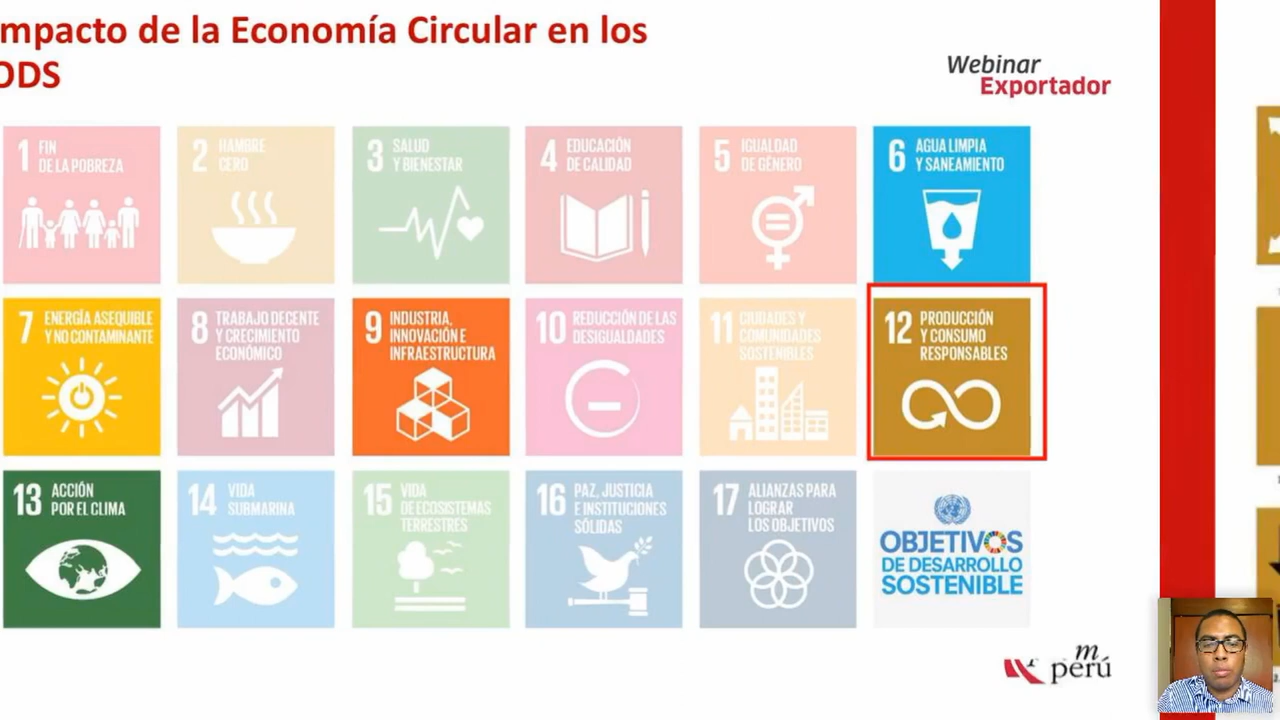 mpacto de la Economía Circular en los
ODS
Webinar
Exportador
1 FIN
DE LA POBREZA
2 HAMBRE
CERO
3 SALUD
Y BIENESTAR
4 EDUCACIÓN
DE CALIDAD
5 IGUALDAD
DE GÉNERO
6 AGUA LIMPIA
Y SANEAMIENTO
7 ENERGÍA ASEQUIBLE
Y NO CONTAMINANTE
8 TRABAJO DECENTE
Y CRECIMIENTO
ECONÓMICO
9 INDUSTRIA,
INNOVACIÓN E
INFRAESTRUCTURA
10 REDUCCIÓN DE LAS
DESIGUALDADES
11 CIUDADES Y
COMUNIDADES
SOSTENIBLES
12 PRODUCCIÓN
Y CONSUMO
RESPONSABLES
13 ACCIÓN
POR EL CLIMA
14 VIDA
SUBMARINA
15 VIDA
DE ECOSISTEMAS
TERRESTRES
16 PAZ, JUSTICIA
E INSTITUCIONES
SÓLIDAS
17 ALIANZAS PARA
LOGRAR
LOS OBJETIVOS
OBJETIVOS
DE DESARROLLO
SOSTENIBLE
m
perú